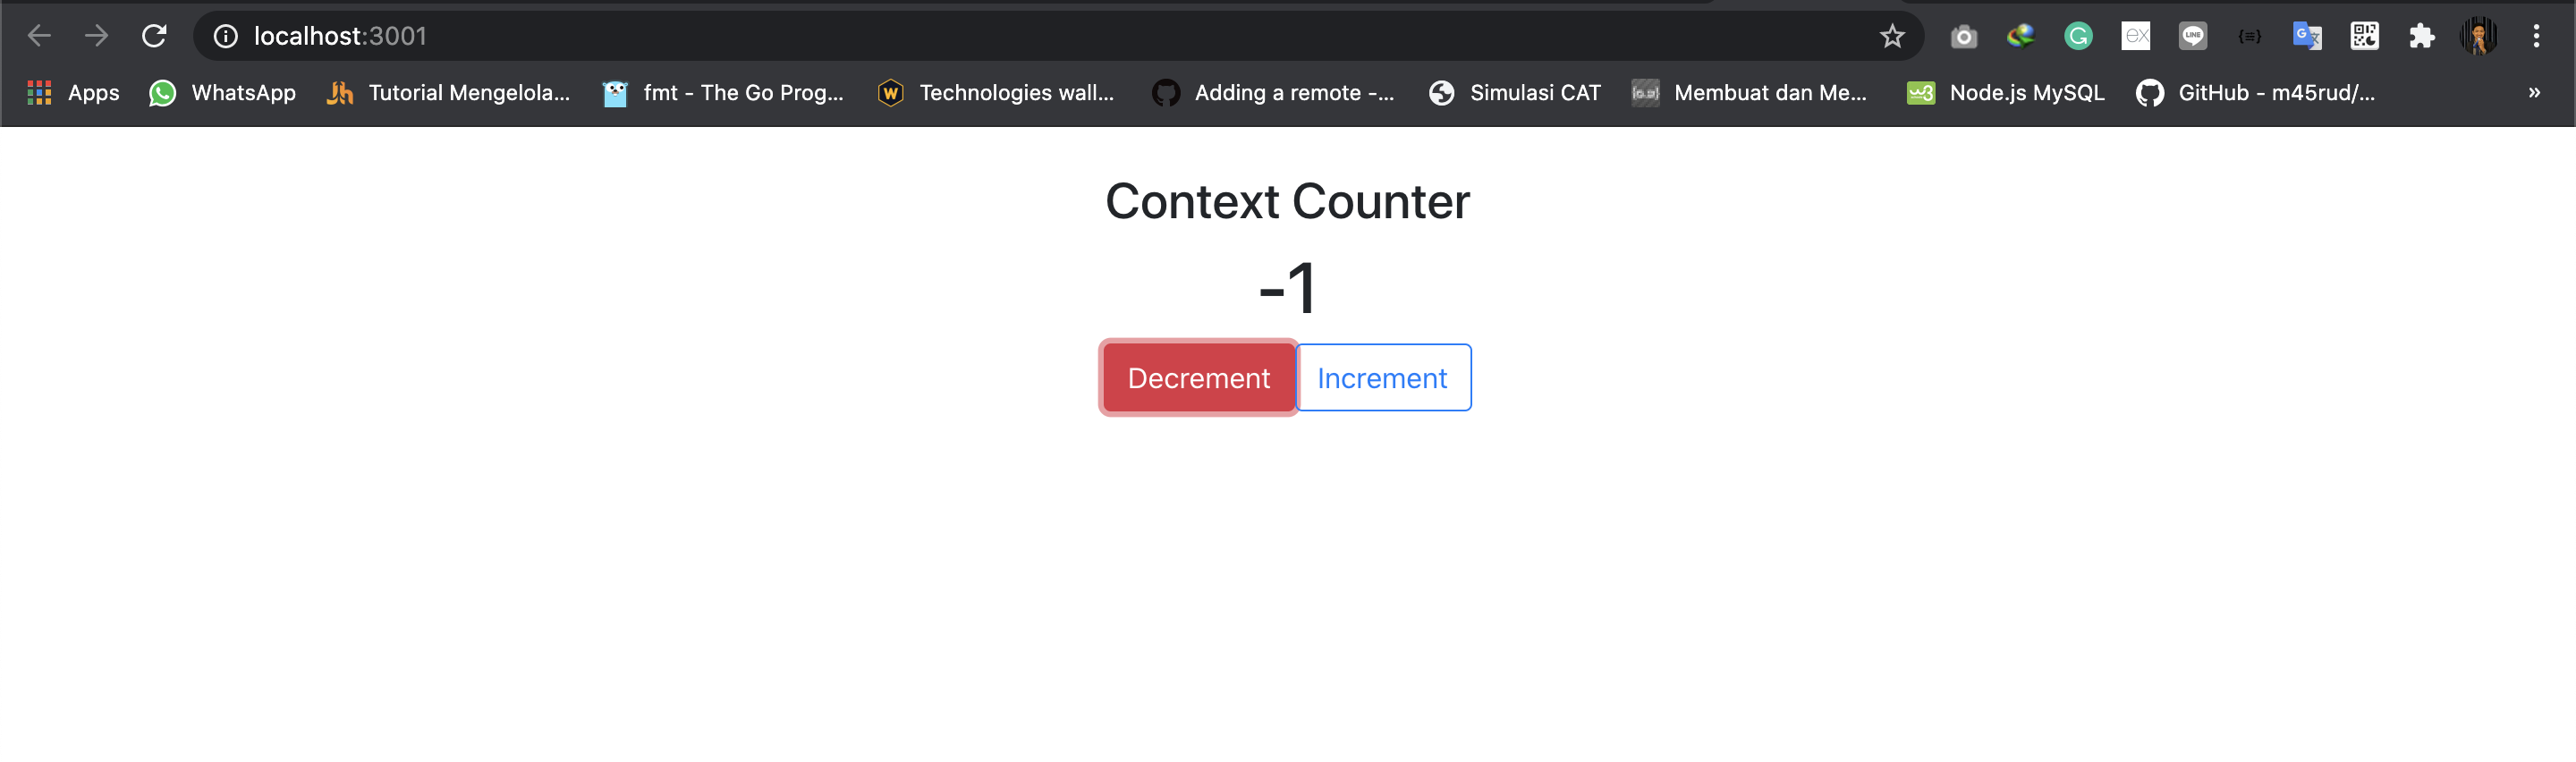 localhost:3001
Apps WhatsApp Tutorial Mengelola... fmt - The Go Prog... Technologies wall... Adding a remote -... Simulasi CAT Membuat dan Me... Node.js MySQL GitHub - m45rud/... »
Context Counter
-1
Decrement Increment